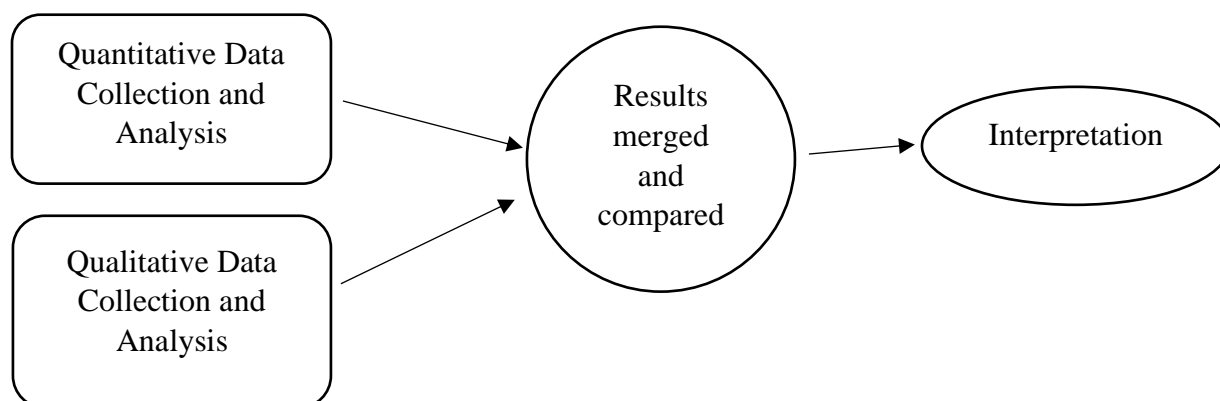 Quantitative Data
Collection and
Analysis
Qualitative Data
Collection and
Analysis
Results
merged
and
compared
Interpretation